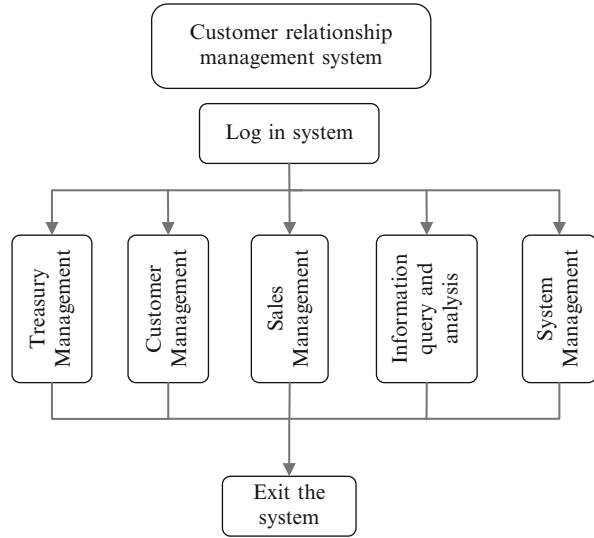 Customer relationship
management system
Log in system
Treasury
Management
Customer
Management
Sales
Management
Information
query and
analysis
System
Management
Exit the
system